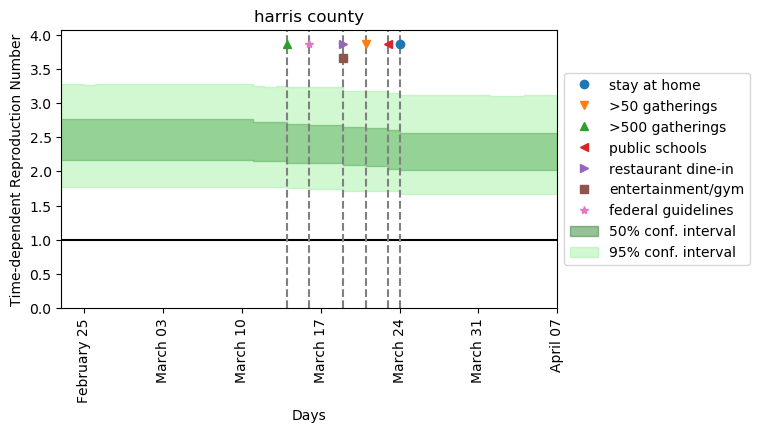 harris county
Time-dependent Reproduction Number
4.0
3.5
3.0
2.5
2.0
1.5
1.0
0.5
0.0
February 25
March 03
March 10
March 17
March 24
March 31
April 07
Days
stay at home
>50 gatherings
>500 gatherings
public schools
restaurant dine-in
entertainment/gym
federal guidelines
50% conf. interval
95% conf. interval